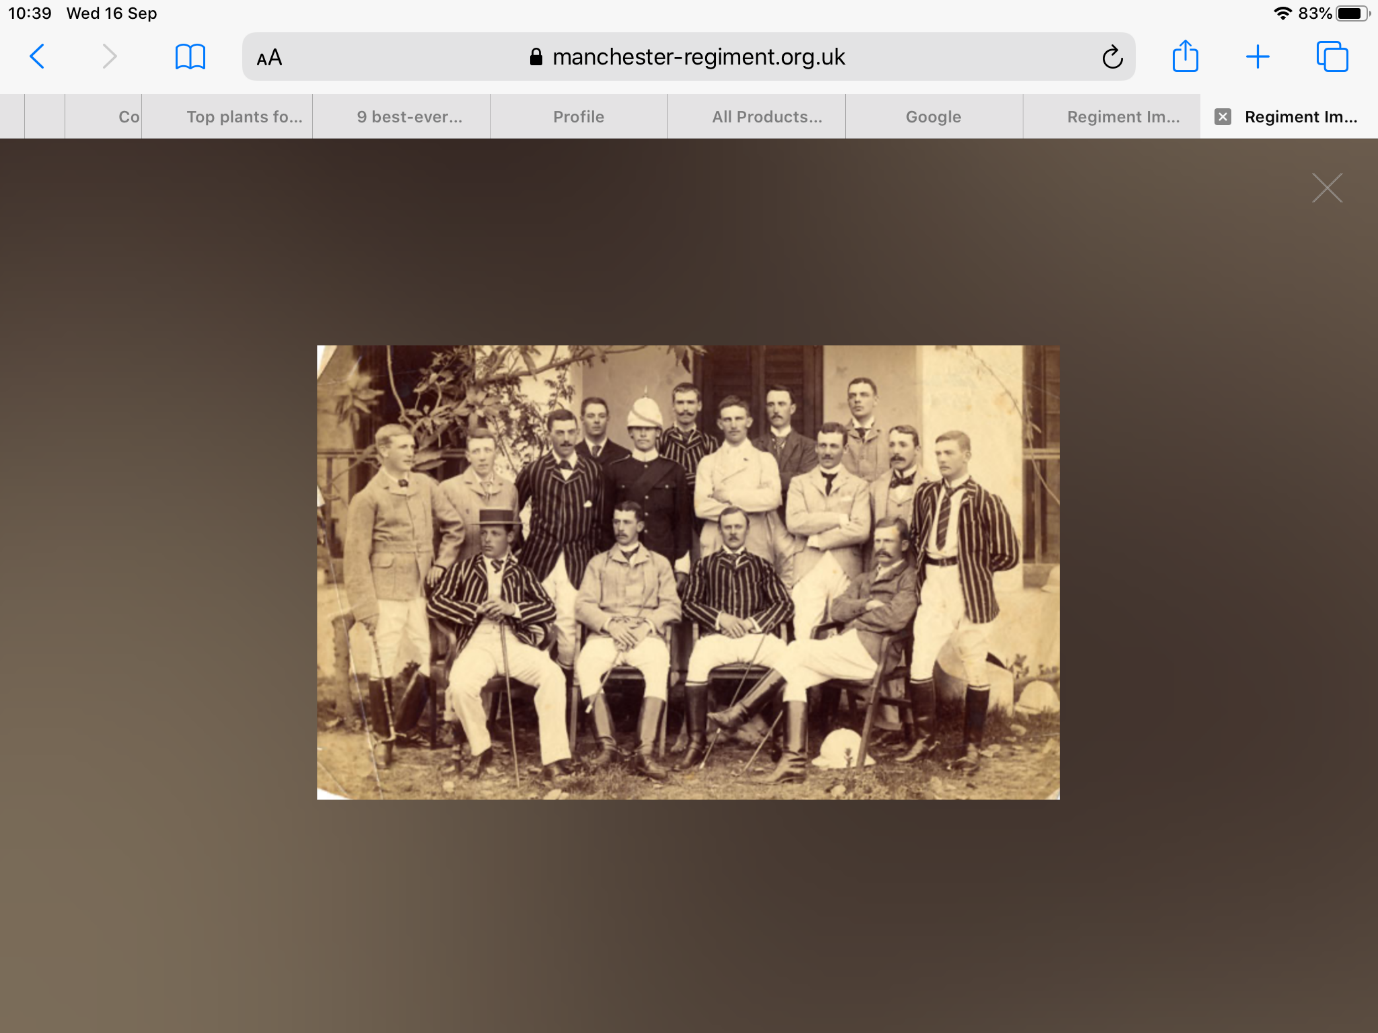 10:39 Wed 16 Sep 83%
AA manchester-regiment.org.uk
Co Top plants fo... 9 best-ever... Profile All Products... Google Regiment Im... Regiment Im...